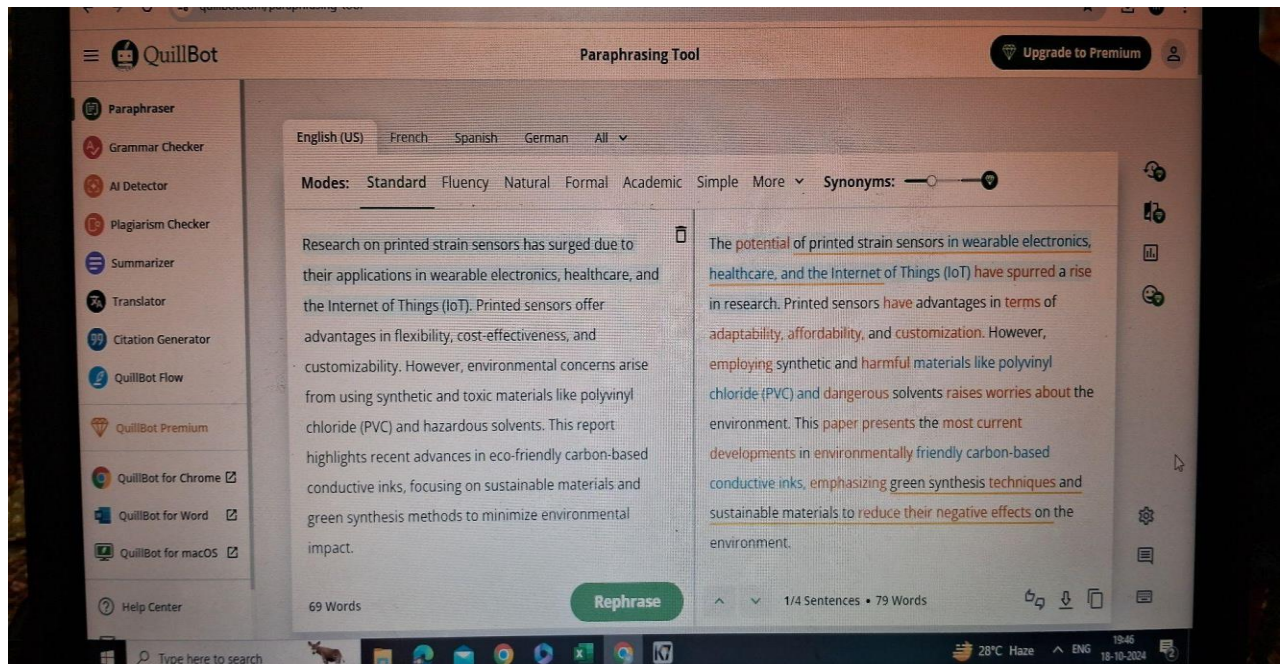 quillbot.com/paraphrasing-tool
QuillBot
Paraphrasing Tool
Upgrade to Premium
Paraphraser
Grammar Checker
AI Detector
Plagiarism Checker
Summarizer
Translator
Citation Generator
QuillBot Flow
QuillBot Premium
QuillBot for Chrome
QuillBot for Word
QuillBot for macOS
Help Center
English (US) French Spanish German All
Modes: Standard Fluency Natural Formal Academic Simple More Synonyms:
Research on printed strain sensors has surged due to
their applications in wearable electronics, healthcare, and
the Internet of Things (IoT). Printed sensors offer
advantages in flexibility, cost-effectiveness, and
customizability. However, environmental concerns arise
from using synthetic and toxic materials like polyvinyl
chloride (PVC) and hazardous solvents. This report
highlights recent advances in eco-friendly carbon-based
conductive inks, focusing on sustainable materials and
green synthesis methods to minimize environmental
impact.
69 Words
Rephrase
The potential of printed strain sensors in wearable electronics,
healthcare, and the Internet of Things (IoT) have spurred a rise
in research. Printed sensors have advantages in terms of
adaptability, affordability, and customization. However,
employing synthetic and harmful materials like polyvinyl
chloride (PVC) and dangerous solvents raises worries about the
environment. This paper presents the most current
developments in environmentally friendly carbon-based
conductive inks, emphasizing green synthesis techniques and
sustainable materials to reduce their negative effects on the
environment.
1/4 Sentences • 79 Words
Type here to search
K7
28°C Haze
ENG
19:46
18-10-2024
2